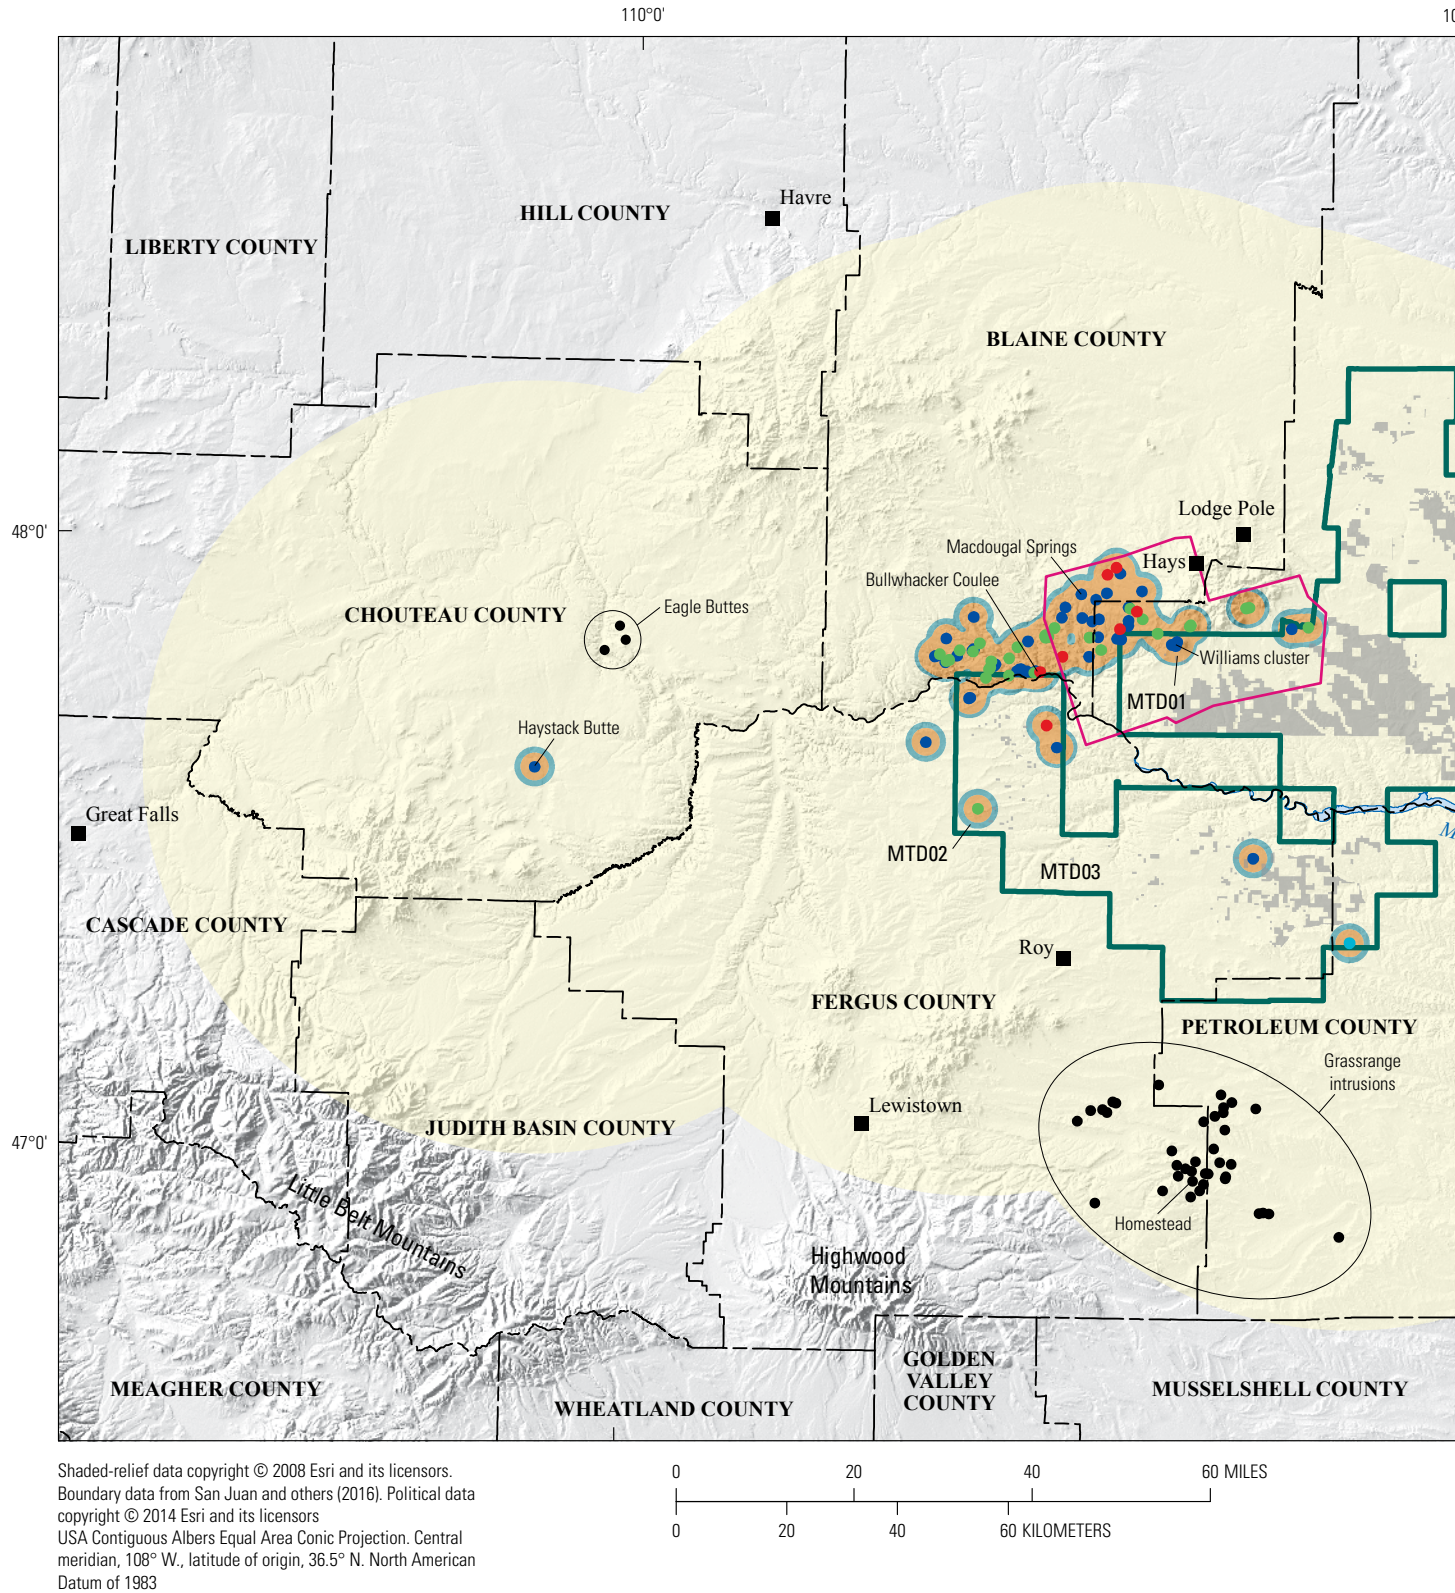 110°0'
10
Havre
HILL COUNTY
LIBERTY COUNTY
BLAINE COUNTY
Lodge Pole
48°0'
Macdougal Springs
Hays
Bullwhacker Coulee
CHOUTEAU COUNTY
Eagle Buttes
Williams cluster
MTD01
Haystack Butte
Great Falls
M
MTD02
MTD03
CASCADE COUNTY
Roy
FERGUS COUNTY
PETROLEUM COUNTY
Grassrange
intrusions
Lewistown
JUDITH BASIN COUNTY
47°0'
Little Belt Mountains
Homestead
Highwood
Mountains
GOLDEN
VALLEY
COUNTY
MEAGHER COUNTY
WHEATLAND COUNTY
MUSSELSHELL COUNTY
Shaded-relief data copyright © 2008 Esri and its licensors.
Boundary data from San Juan and others (2016). Political data
copyright © 2014 Esri and its licensors
USA Contiguous Albers Equal Area Conic Projection. Central
meridian, 108° W., latitude of origin, 36.5° N. North American
Datum of 1983
0 20 40 60 MILES
0 20 40 60 KILOMETERS